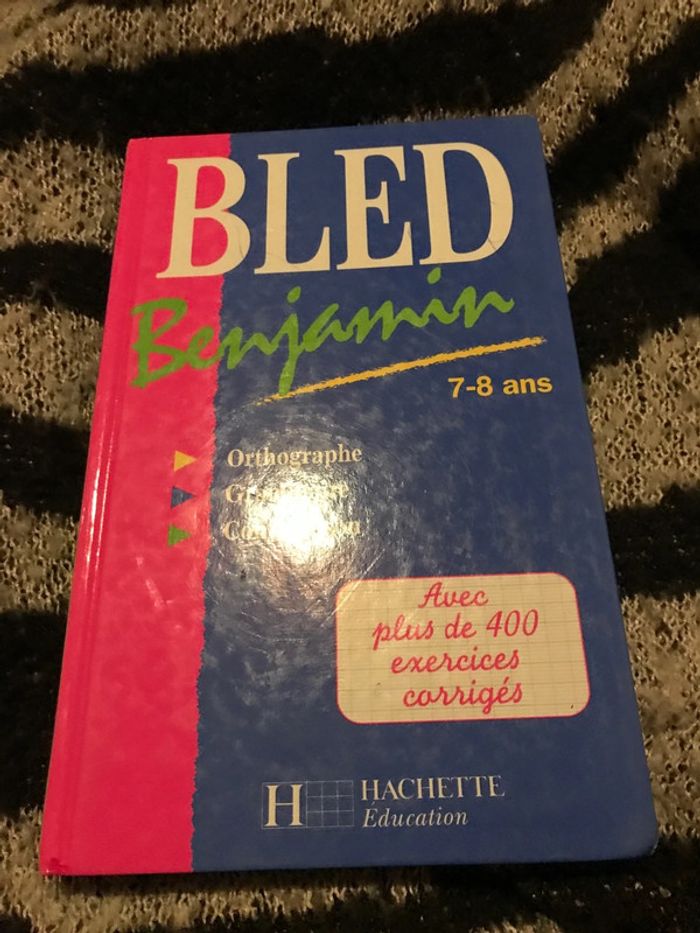 BLED
Benjamin
7-8 ans
Orthographe
Avec
plus de 400
exercices
corrigés
H
HACHETTE
Éducation